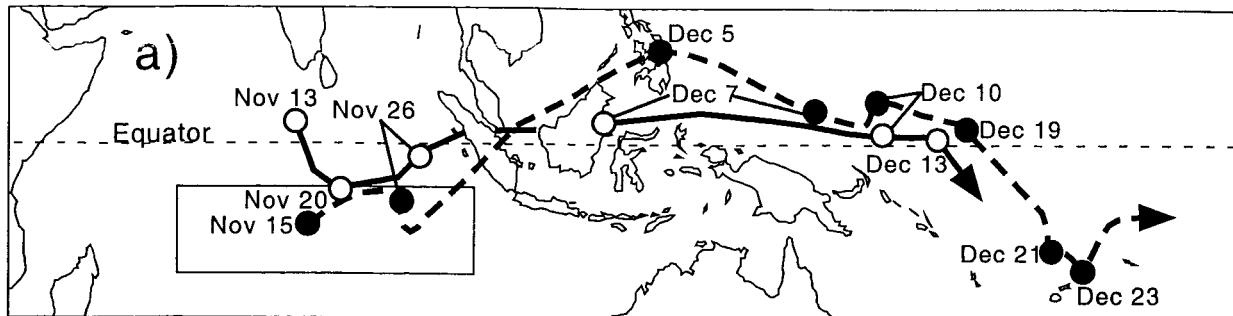 a)
Dec 5
Nov 13
Nov 26
Dec 7
Dec 10
Equator
Dec 19
Dec 13
Nov 20
Nov 15
Dec 21
Dec 23